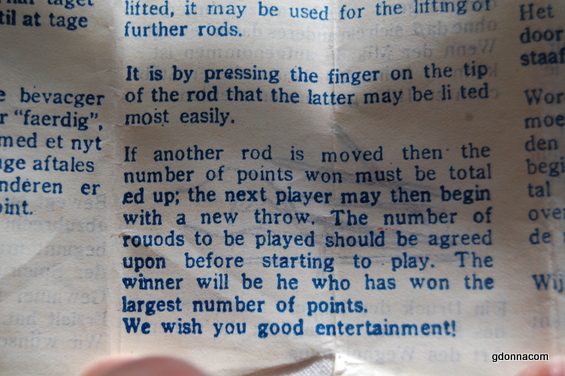 til at tage
e bevæger
r "faerdig",
med et nyt
ge aftales
nderen er
oint.
lifted, it may be used for the lifting of
further rods.
It is by pressing the finger on the tip
of the rod that the latter may be li ted
most easily.
If another rod is moved then the
number of points won must be total
ed up; the next player may then begin
with a new throw. The number of
rouods to be played should be agreed
upon before starting to play. The
winner will be he who has won the
largest number of points.
We wish you good entertainment!
Het
door
staaf
Wor
moe
den
begi
tal
over
de
Wij
gdonnacom